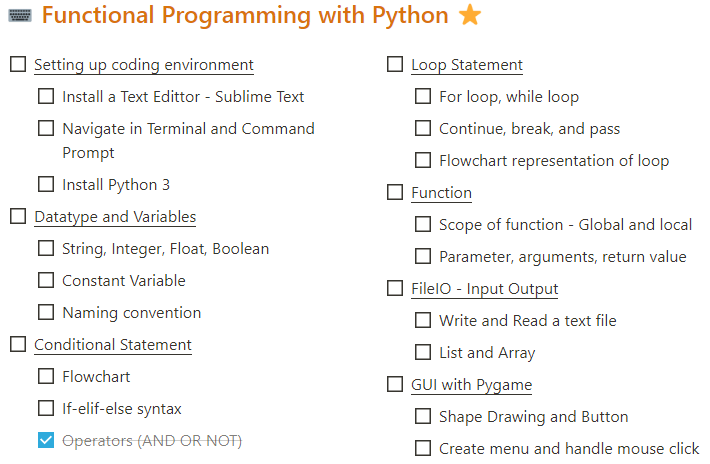 Functional Programming with Python
Setting up coding environment
Install a Text Edittor - Sublime Text
Navigate in Terminal and Command
Prompt
Install Python 3
Datatype and Variables
String, Integer, Float, Boolean
Constant Variable
Naming convention
Conditional Statement
Flowchart
If-elif-else syntax
Operators (AND OR NOT)
Loop Statement
For loop, while loop
Continue, break, and pass
Flowchart representation of loop
Function
Scope of function - Global and local
Parameter, arguments, return value
FileIO - Input Output
Write and Read a text file
List and Array
GUI with Pygame
Shape Drawing and Button
Create menu and handle mouse click